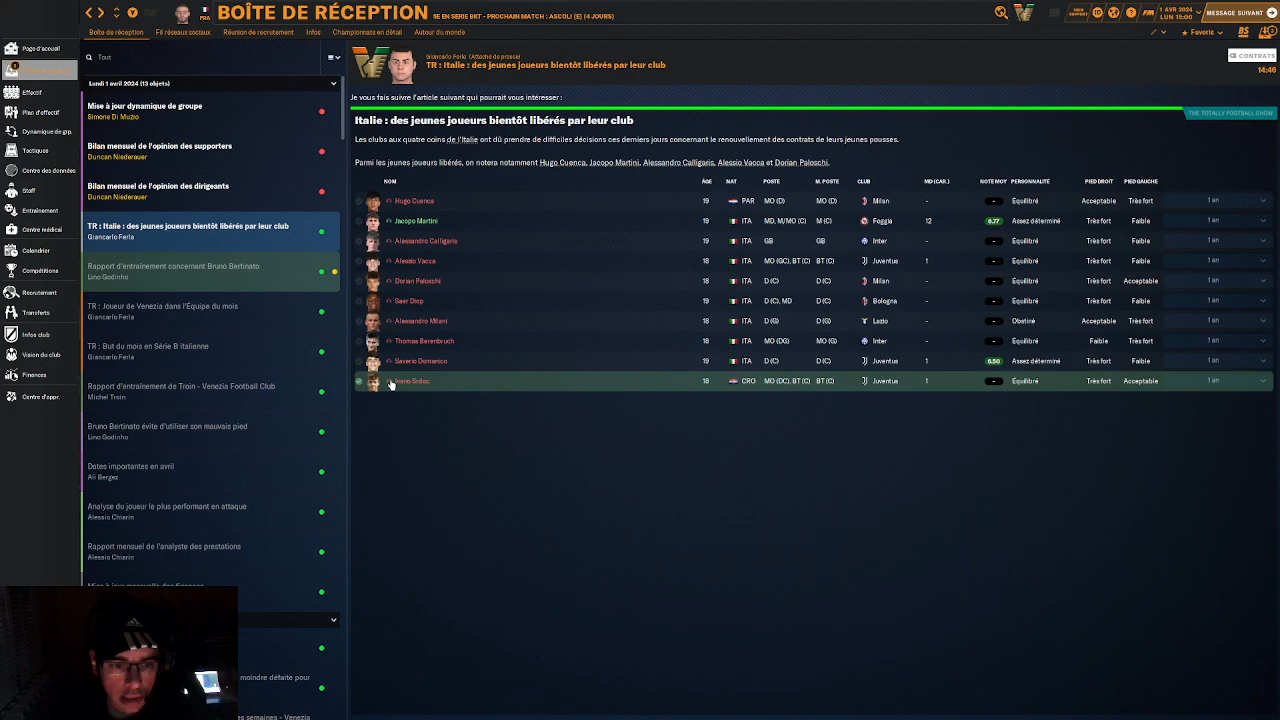 BOÎTE DE RÉCEPTION
5E EN SERIE BKT - PROCHAIN MATCH : ASCOLI (E) (4 JOURS)
FRA
1 AVR 2024
LUN 15:00
MESSAGE SUIVANT
Boîte de réception
Fil réseaux sociaux
Réunion de recrutement
Infos
Championnats en détail
Autour du monde
Favoris
BS
Page d'accueil
Effectif
Plan d'effectif
Dynamique de grp.
Tactiques
Centre des données
Staff
Entraînement
Centre médical
Calendrier
Compétitions
Recrutement
Transferts
Infos club
Vision du club
Finances
Centre d'appr.
Tout
Lundi 1 avril 2024 (13 objets)
Mise à jour dynamique de groupe
Simone Di Muzio
Bilan mensuel de l'opinion des supporters
Duncan Niederauer
Bilan mensuel de l'opinion des dirigeants
Duncan Niederauer
TR : Italie : des jeunes joueurs bientôt libérés par leur club
Giancarlo Ferla
Rapport d'entraînement concernant Bruno Bertinato
Lino Godinho
TR : Joueur de Venezia dans l'Équipe du mois
Giancarlo Ferla
TR : But du mois en Série B italienne
Giancarlo Ferla
Rapport d'entraînement de Troin - Venezia Football Club
Michel Troin
Bruno Bertinato évite d'utiliser son mauvais pied
Lino Godinho
Dates importantes en avril
Ali Bergez
Analyse du joueur le plus performant en attaque
Alessio Chiarin
Rapport mensuel de l'analyste des prestations
Alessio Chiarin
moindre défaite pour
es semaines - Venezia
Giancarlo Ferla (Attaché de presse)
TR : Italie : des jeunes joueurs bientôt libérés par leur club
CONTRATS
14:46
Je vous fais suivre l'article suivant qui pourrait vous intéresser :
THE TOTALLY FOOTBALL SHOW
Italie : des jeunes joueurs bientôt libérés par leur club
Les clubs aux quatre coins de l'Italie ont dû prendre de difficiles décisions ces derniers jours concernant le renouvellement des contrats de leurs jeunes pousses.
Parmi les jeunes joueurs libérés, on notera notamment Hugo Cuenca, Jacopo Martini, Alessandro Calligaris, Alessio Vacca et Dorian Paloschi.
NOM ÂGE NAT POSTE M. POSTE CLUB MD (CAR.) NOTE MOY PERSONNALITÉ PIED DROIT PIED GAUCHE
Hugo Cuenca 19 PAR MO (D) MO (D) Milan - - Équilibré Acceptable Très fort 1 an
Jacopo Martini 19 ITA MD, M/MO (C) M (C) Foggia 12 6.77 Assez déterminé Très fort Faible 1 an
Alessandro Calligaris 19 ITA GB GB Inter - - Équilibré Très fort Faible 1 an
Alessio Vacca 18 ITA MO (GC), BT (C) BT (C) Juventus 1 - Équilibré Très fort Faible 1 an
Dorian Paloschi 18 ITA D (C) D (C) Milan - - Équilibré Très fort Faible 1 an
Saer Diop 19 ITA D (C), MD D (C) Bologna - - Équilibré Très fort Faible 1 an
Alessandro Milani 18 ITA D (G) D (G) Lazio - - Obstiné Acceptable Très fort 1 an
Thomas Berenbruch 18 ITA MO (DG) MO (G) Inter - - Équilibré Très fort Faible 1 an
Saverio Domanico 19 ITA D (C) D (C) Juventus 1 6.50 Assez déterminé Très fort Faible 1 an
18 CRO MO (DC), BT (C) BT (C) Juventus 1 - Équilibré Très fort Acceptable 1 an